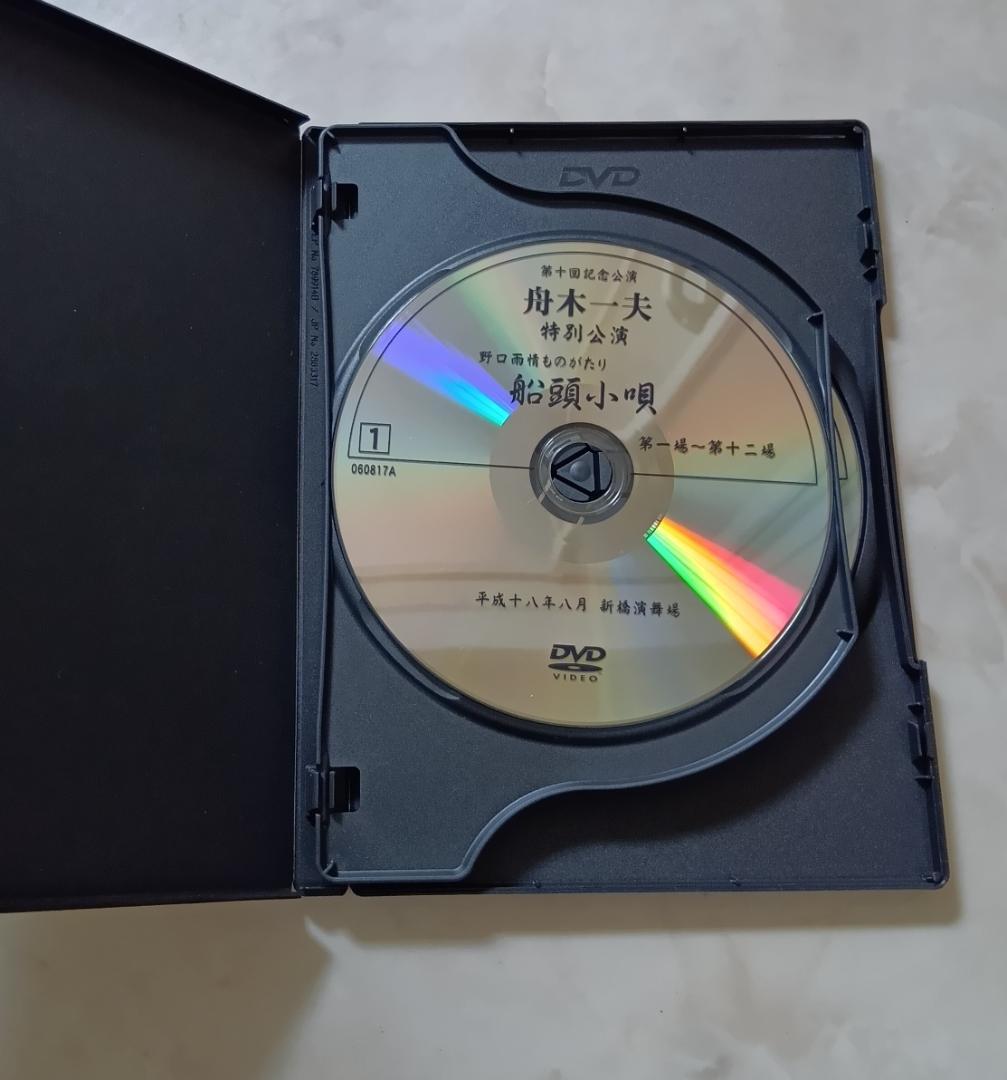 DVD
第十回記念公演
舟木一夫
特別公演
野口雨情ものがたり
船頭小唄
第一場～第十二場
1
060817A
平成十八年八月 新橋演舞場
DVD
VIDEO